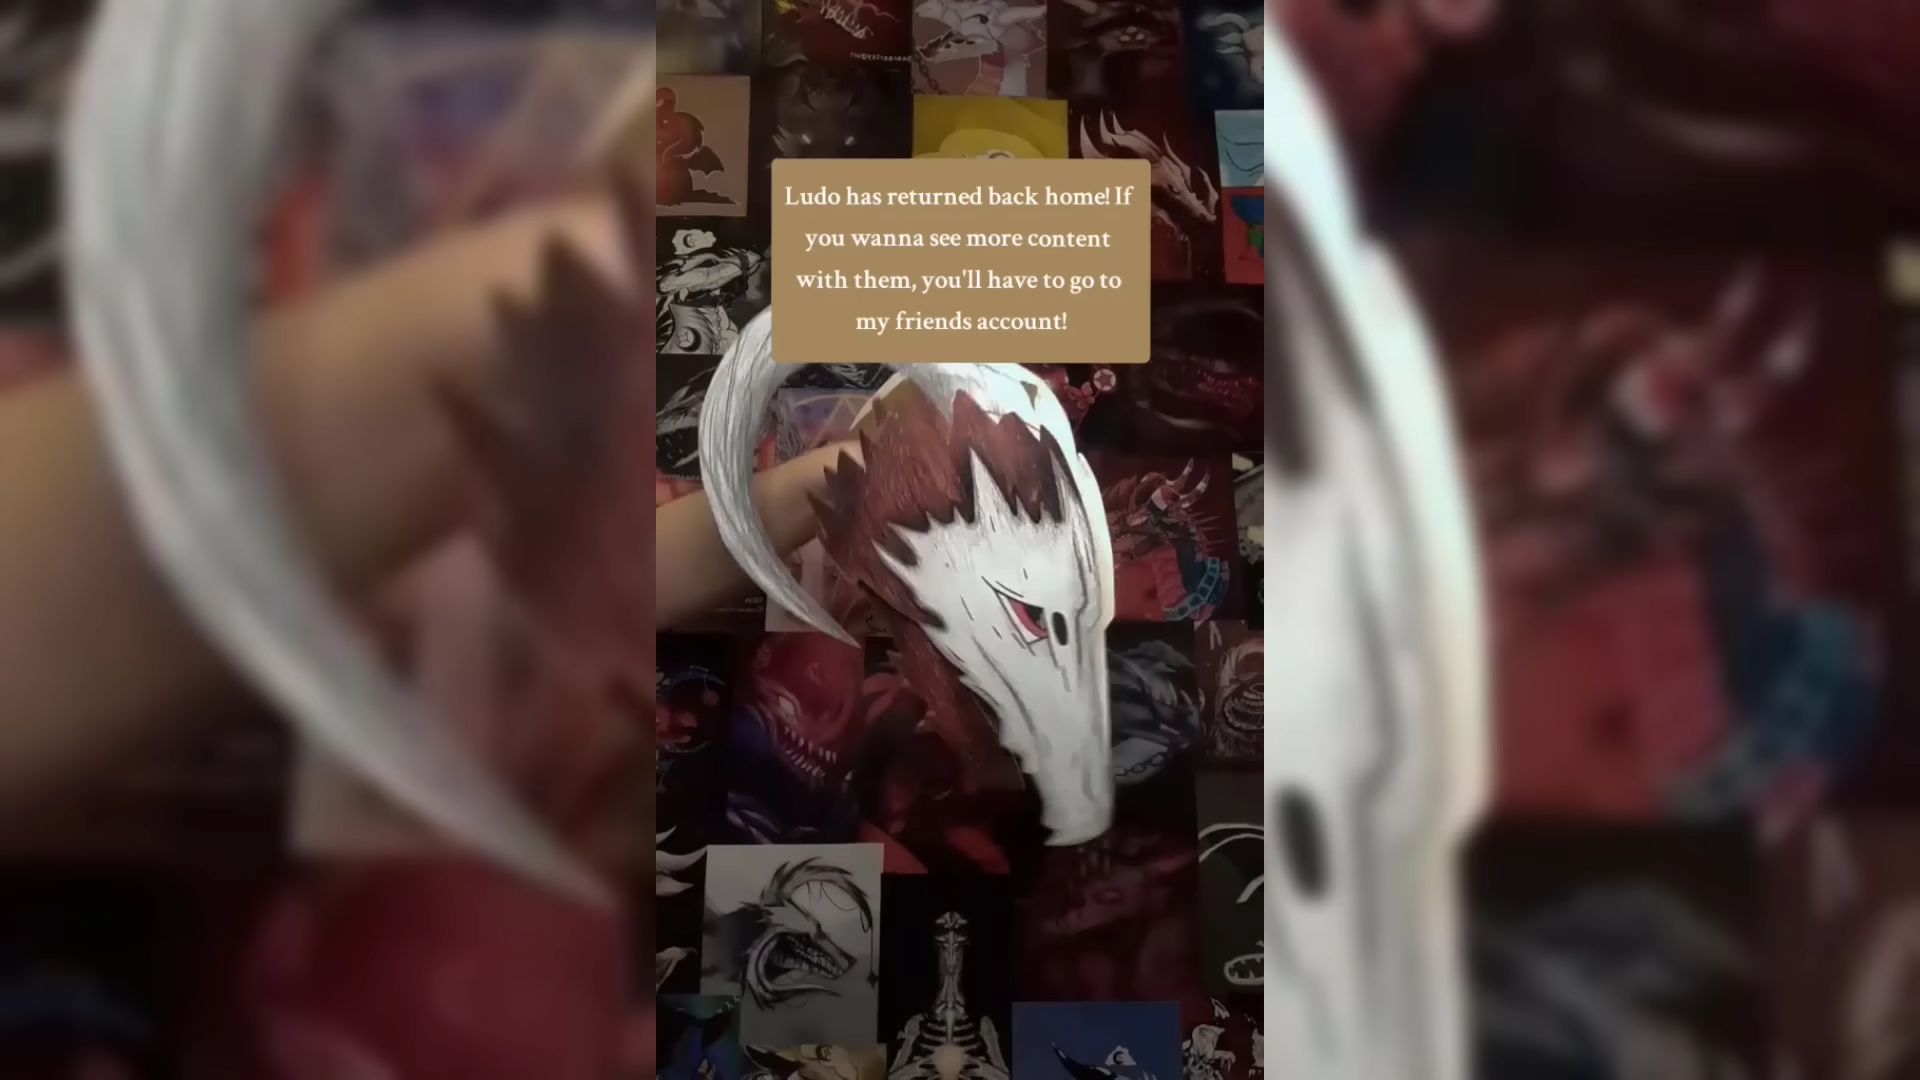 Ludo has returned back home! If
you wanna see more content
with them, you'll have to go to
my friends account!